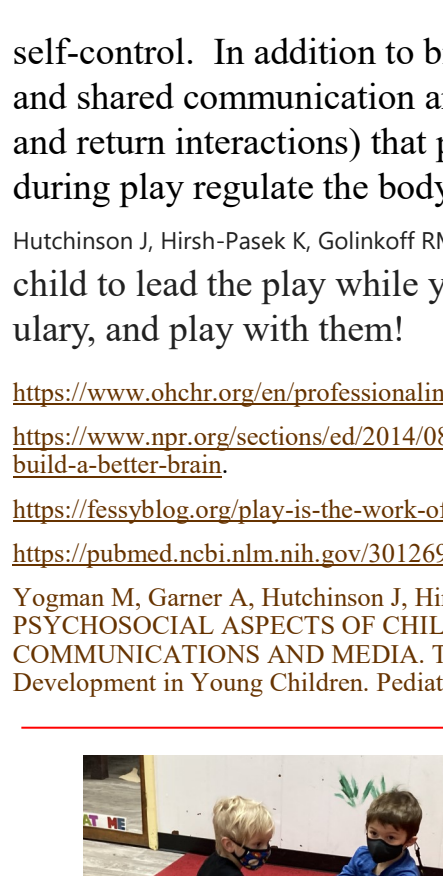 self-control. In addition to b
and shared communication a
and return interactions) that p
during play regulate the body
Hutchinson J, Hirsh-Pasek K, Golinkoff RM
child to lead the play while y
ulary, and play with them!
https://www.ohchr.org/en/professionalin
https://www.npr.org/sections/ed/2014/08
build-a-better-brain.
https://fessyblog.org/play-is-the-work-of
https://pubmed.ncbi.nlm.nih.gov/301269
Yogman M, Garner A, Hutchinson J, Hir
PSYCHOSOCIAL ASPECTS OF CHIL
COMMUNICATIONS AND MEDIA. T
Development in Young Children. Pediat
AT ME